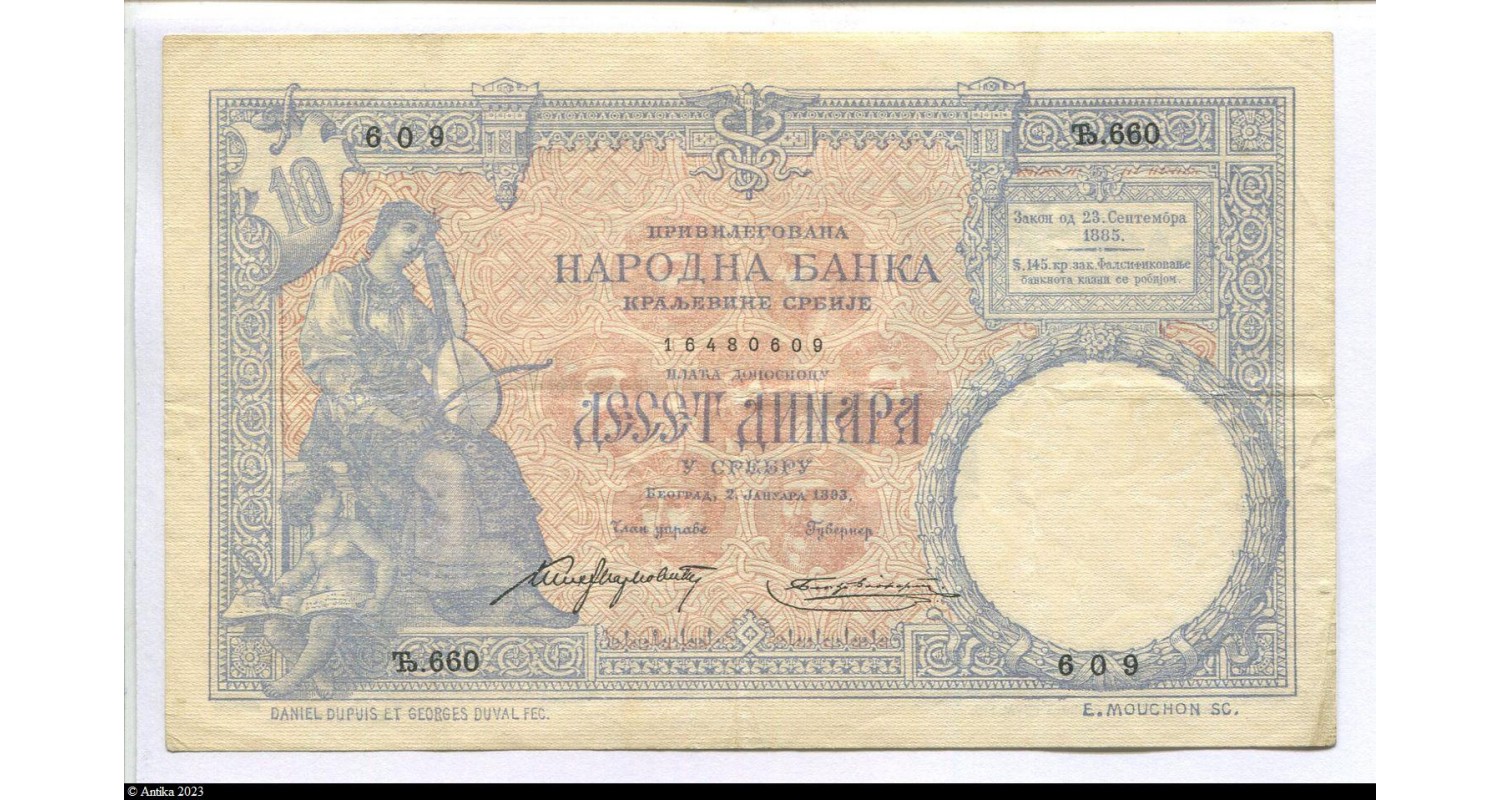 10
609
Ђ.660
Закон од 23. Септембра
1885.
§.145.кр.зак. Фалсификовање
банкнота казни се робијом.
ПРИВИЛЕГОВАНА
НАРОДНА БАНКА
КРАЉЕВИНЕ СРБИЈЕ
16480609
ПЛАЋА ДОНОСИОЦУ
ДЕСЕТ ДИНАРА
У СРЕБРУ
БЕОГРАД, 2. ЈАНУАРА 1893.
Члан управе Гувернер
Ђ.660
609
DANIEL DUPUIS ET GEORGES DUVAL FEC.
E. MOUCHON SC.
© Antika 2023